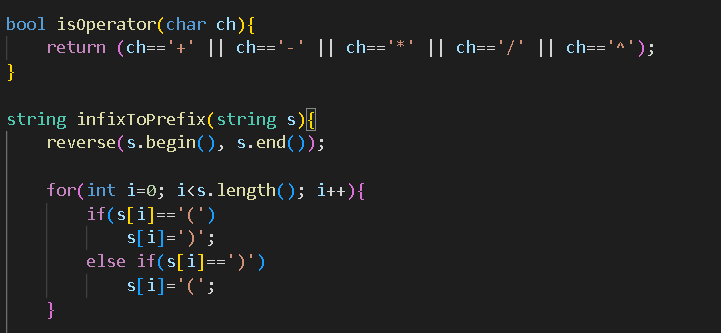 bool isOperator(char ch){
    return (ch=='+' || ch=='-' || ch=='*' || ch=='/' || ch=='^');
}
string infixToPrefix(string s){
    reverse(s.begin(), s.end());
    for(int i=0; i<s.length(); i++){
        if(s[i]=='(')
            s[i]=')';
        else if(s[i]==')')
            s[i]='(';
    }